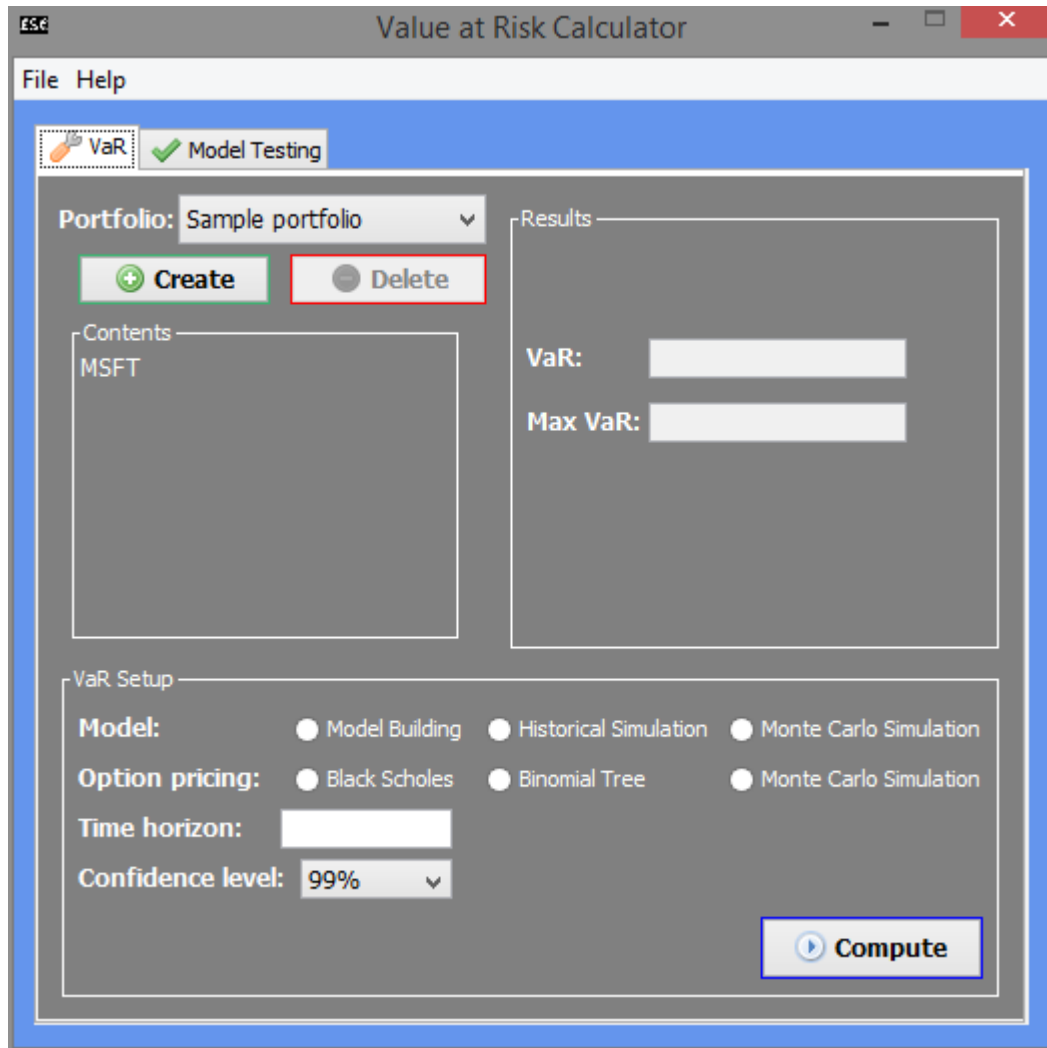 ESG
Value at Risk Calculator
File Help
VaR Model Testing
Portfolio: Sample portfolio
Create Delete
Contents
MSFT
Results
VaR:
Max VaR:
VaR Setup
Model: Model Building Historical Simulation Monte Carlo Simulation
Option pricing: Black Scholes Binomial Tree Monte Carlo Simulation
Time horizon:
Confidence level: 99%
Compute